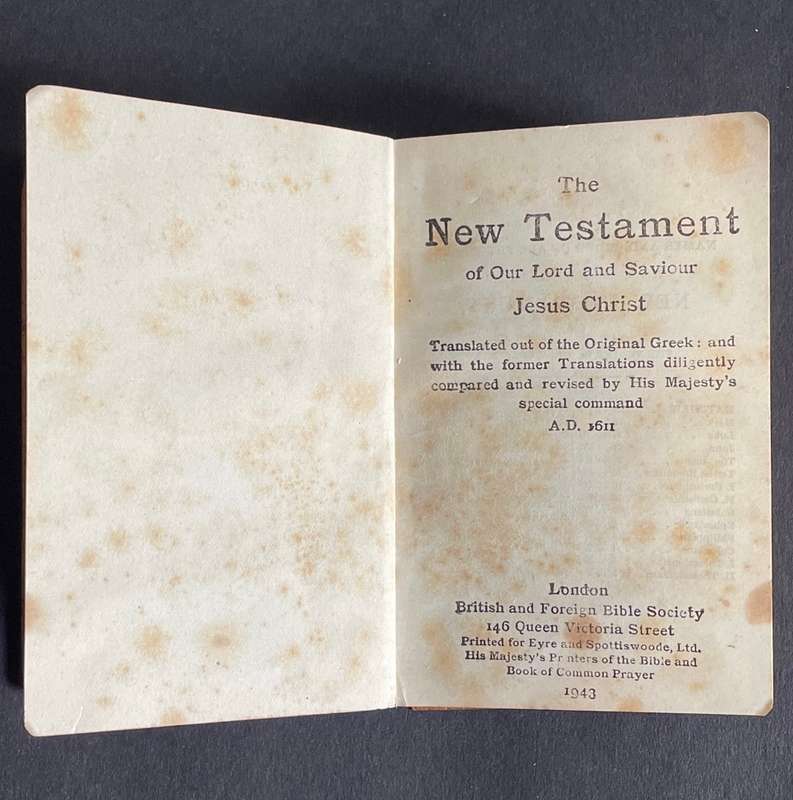 The
New Testament
of Our Lord and Saviour
Jesus Christ
Translated out of the Original Greek: and
with the former Translations diligently
compared and revised by His Majesty's
special command
A.D. 1611
London
British and Foreign Bible Society
146 Queen Victoria Street
Printed for Eyre and Spottiswoode, Ltd.
His Majesty's Printers of the Bible and
Book of Common Prayer
1943